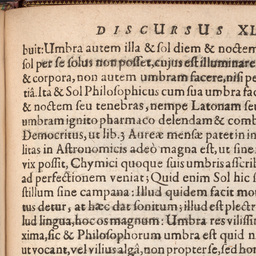 DISCURSUS XL
buit: Umbra autem illa & sol diem & noctem
sol per se solus non posset, cujus est illuminare
& corpora, non autem umbram facere, nisi per
tiâ. Ita & Sol Philosophicus cum sua umbra fac
& noctem seu tenebras, nempe Latonam seu
umbram ignito pharmaco delendam & comb
Democritus, ut lib. 3 Aureæ mensæ patet in in
litas in Astronomicis adeò magna est, ut sine
vix possit, Chymici quoque suis umbris ascrib
ad perfectionem veniat; Quid enim Sol hic s
stillum sine campana: Illud quidem facit mot
tus detur, at hæc dat sonitum; illud est plectr
lud lingua, hoc os magnum: Umbra res vilissi
xima, sic & Philosophorum umbra est quid n
ut vocant, vel vilius algâ, non propter se, sed hom